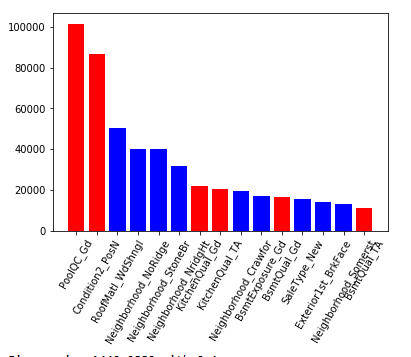 100000
80000
60000
40000
20000
0
PoolQC_Gd
Condition2_PosN
RoofMatl_WdShngl
Neighborhood_NoRidge
Neighborhood_StoneBr
Neighborhood_NridgHt
KitchenQual_Gd
KitchenQual_TA
Neighborhood_Crawfor
BsmtExposure_Gd
BsmtQual_Gd
SaleType_New
Exterior1st_BrkFace
Neighborhood_Somerst
BsmtQual_TA